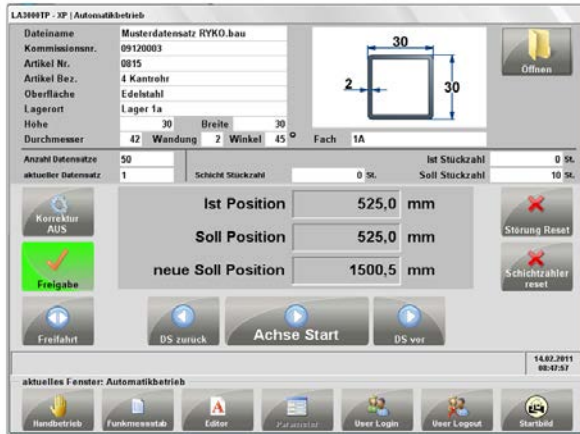 LA3000TP - XP | Automatikbetrieb
Dateiname Musterdatensatz RYKO.bau
Kommissionsnr. 09120003
Artikel Nr. 0815
Artikel Bez. 4 Kantrohr
Oberfläche Edelstahl
Lagerort Lager 1a
Höhe 30 Breite 30
Durchmesser 42 Wandung 2 Winkel 45 ° Fach 1A
30
2
30
Öffnen
Anzahl Datensätze 50 Ist Stückzahl 0 St.
aktueller Datensatz 1 Schicht Stückzahl 0 St. Soll Stückzahl 10 St.
Korrektur
AUS
Ist Position 525,0 mm
Störung Reset
Soll Position 525,0 mm
Freigabe
neue Soll Position 1500,5 mm
Schichtzähler
reset
Freifahrt
DS zurück
Achse Start
DS vor
14.02.2011
08:47:57
aktuelles Fenster: Automatikbetrieb
Handbetrieb
Funkmessstab
A
Editor
Parameter
User Login
User Logout
Startbild